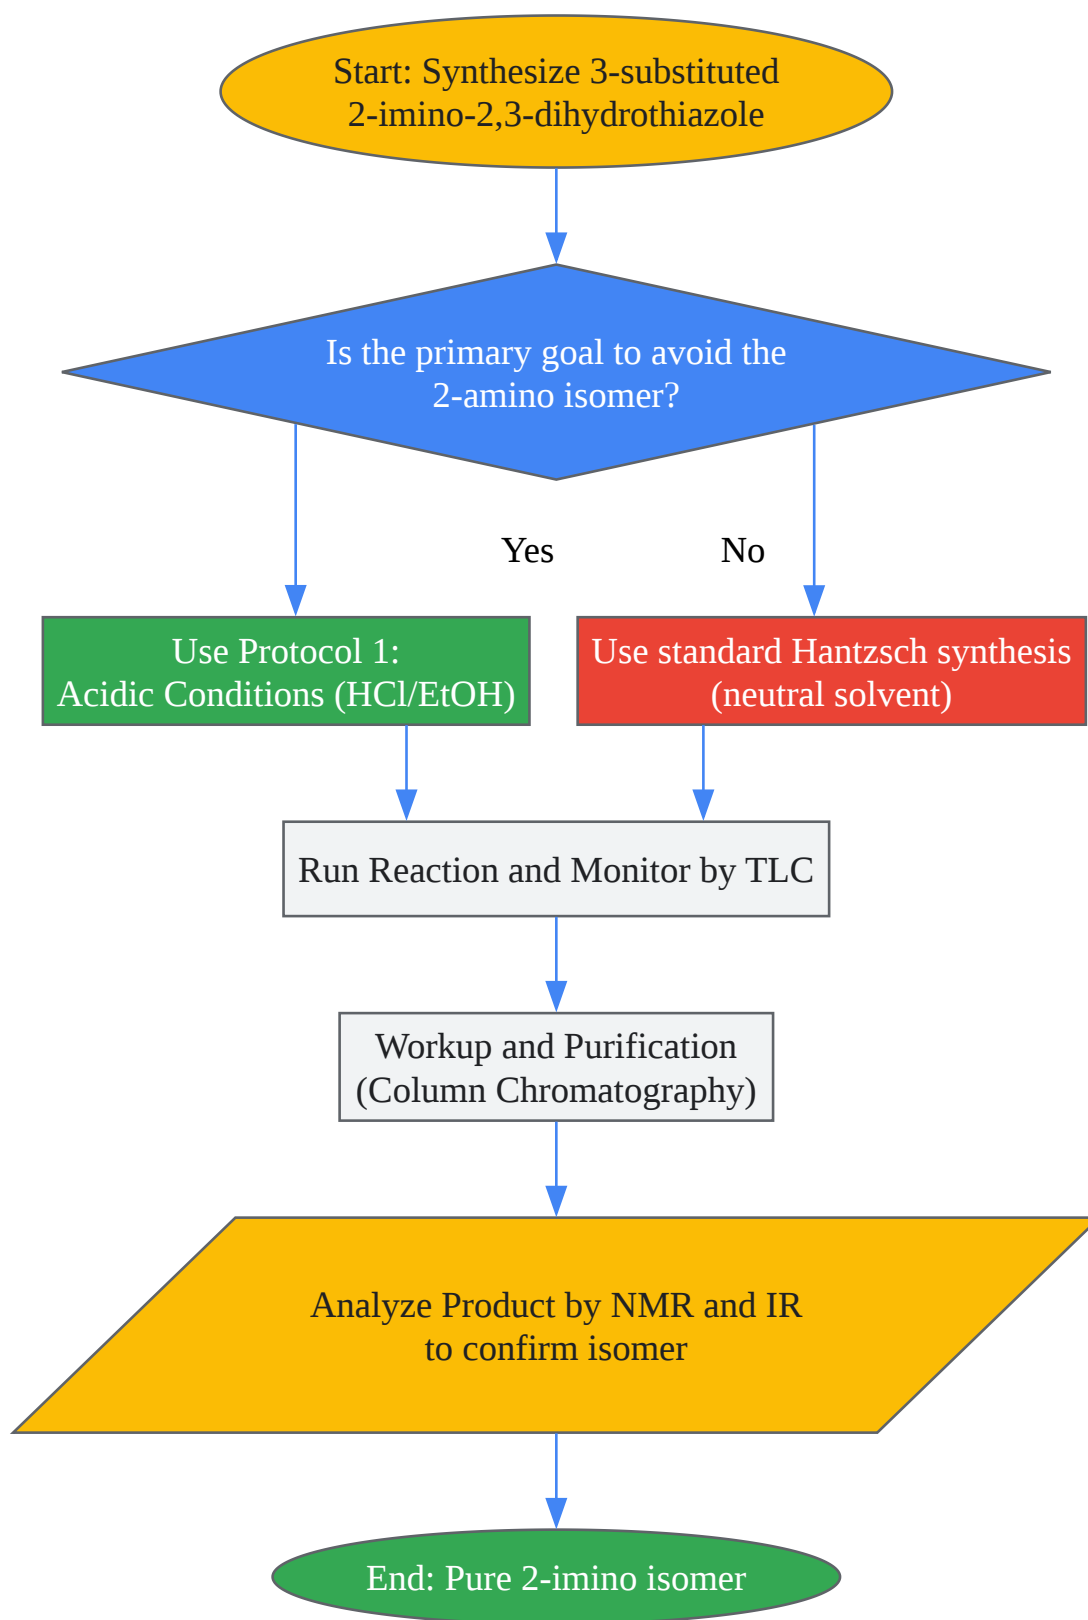 Start: Synthesize 3-substituted
2-imino-2,3-dihydrothiazole
Is the primary goal to avoid the
2-amino isomer?
Yes
No
Use Protocol 1:
Acidic Conditions (HCl/EtOH)
Use standard Hantzsch synthesis
(neutral solvent)
Run Reaction and Monitor by TLC
Workup and Purification
(Column Chromatography)
Analyze Product by NMR and IR
to confirm isomer
End: Pure 2-imino isomer